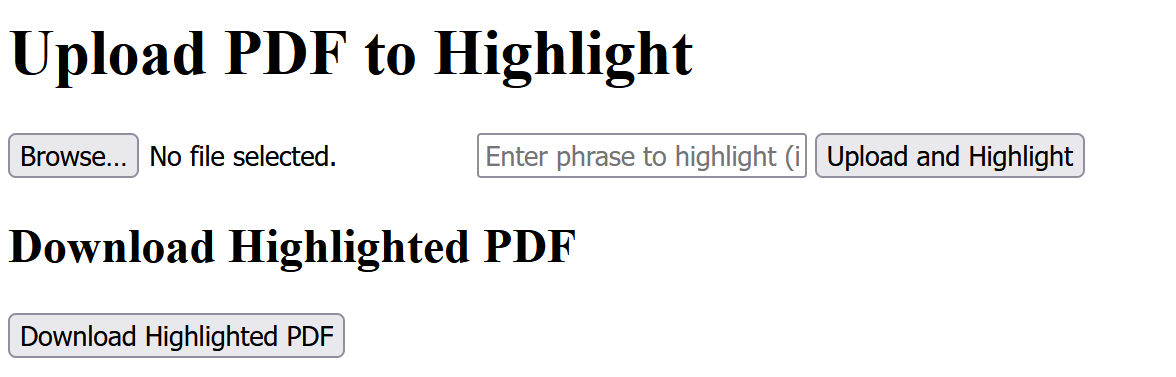 Upload PDF to Highlight
Browse... No file selected. Enter phrase to highlight (i Upload and Highlight
Download Highlighted PDF
Download Highlighted PDF